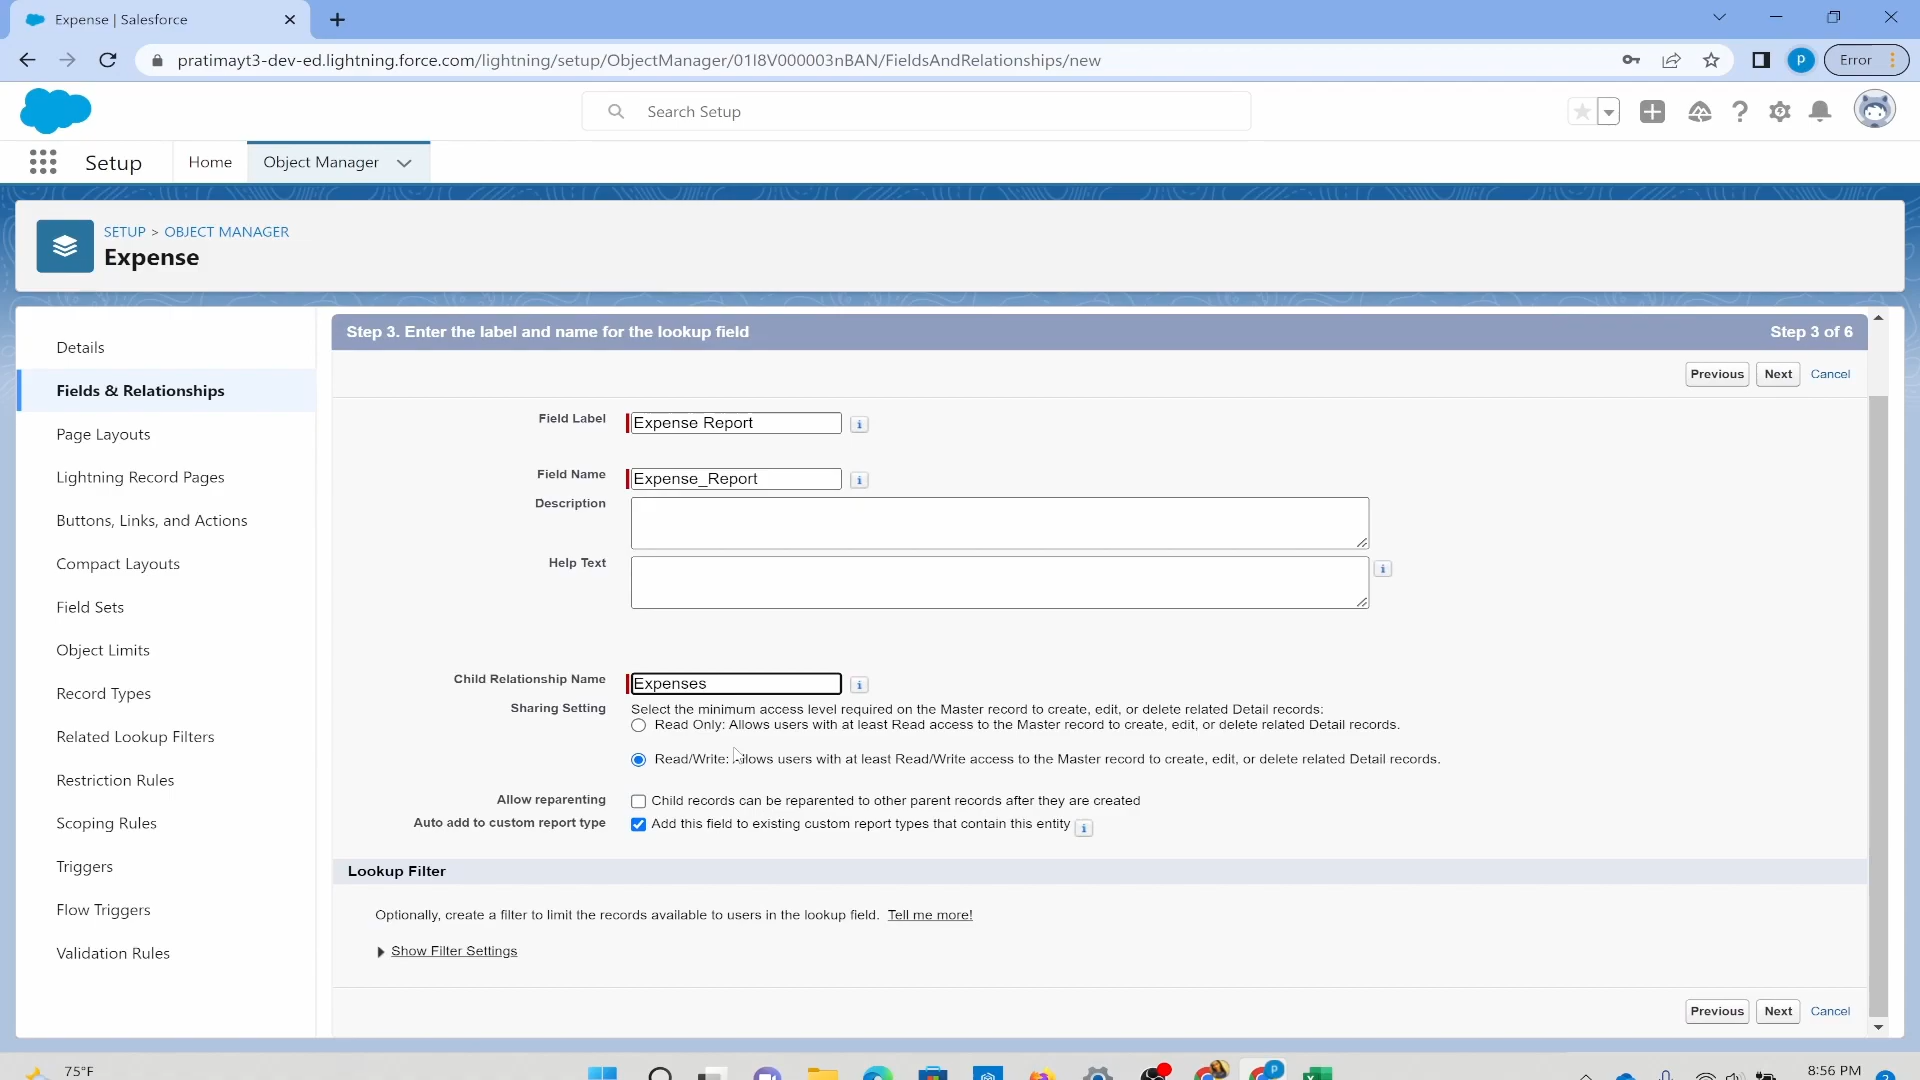 Expense | Salesforce
pratimayt3-dev-ed.lightning.force.com/lightning/setup/ObjectManager/01I8V000003nBAN/FieldsAndRelationships/new
P
Error
Search Setup
Setup
Home
Object Manager
SETUP > OBJECT MANAGER
Expense
Details
Fields & Relationships
Page Layouts
Lightning Record Pages
Buttons, Links, and Actions
Compact Layouts
Field Sets
Object Limits
Record Types
Related Lookup Filters
Restriction Rules
Scoping Rules
Triggers
Flow Triggers
Validation Rules
Step 3. Enter the label and name for the lookup field
Step 3 of 6
Previous Next Cancel
Field Label Expense Report
Field Name Expense_Report
Description
Help Text
Child Relationship Name Expenses
Sharing Setting Select the minimum access level required on the Master record to create, edit, or delete related Detail records:
Read Only: Allows users with at least Read access to the Master record to create, edit, or delete related Detail records.
Read/Write: Allows users with at least Read/Write access to the Master record to create, edit, or delete related Detail records.
Allow reparenting Child records can be reparented to other parent records after they are created
Auto add to custom report type Add this field to existing custom report types that contain this entity
Lookup Filter
Optionally, create a filter to limit the records available to users in the lookup field. Tell me more!
Show Filter Settings
Previous Next Cancel
75°F
P
8:56 PM